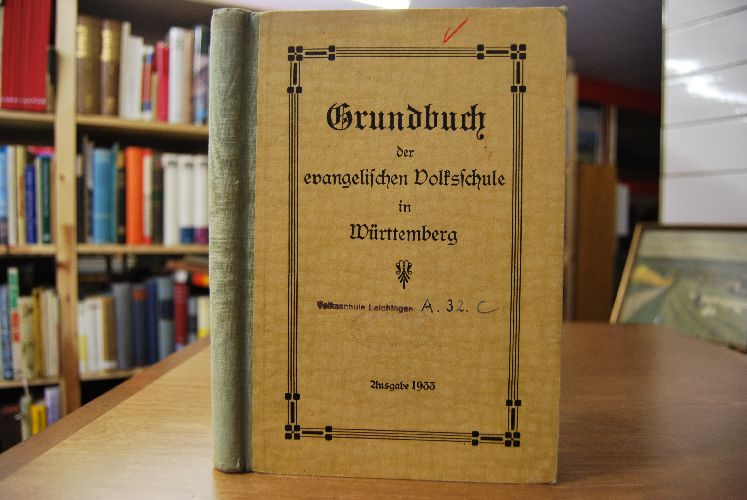 Grundbuch
der
evangelischen Volksschule
in
Württemberg
Volksschule Laichingen A. 32. C
Ausgabe 1933